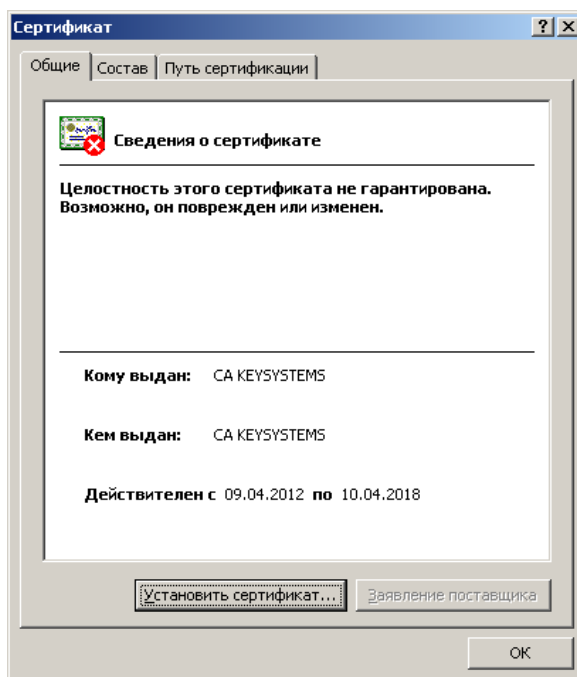 Сертификат
Общие Состав Путь сертификации
Сведения о сертификате
Целостность этого сертификата не гарантирована.
Возможно, он поврежден или изменен.
Кому выдан: CA KEYSYSTEMS
Кем выдан: CA KEYSYSTEMS
Действителен с 09.04.2012 по 10.04.2018
Установить сертификат... Заявление поставщика
ОК